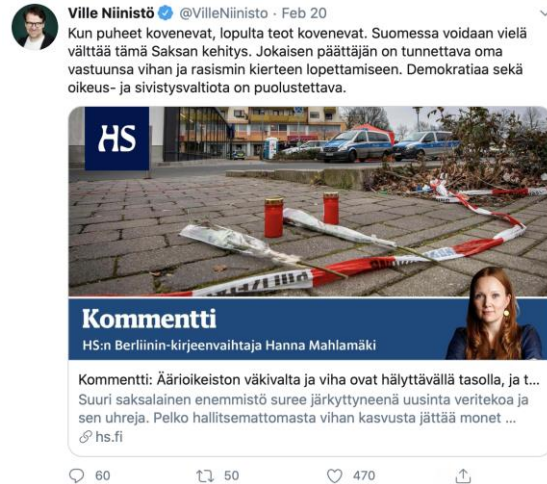 Ville Niinistö @VilleNiinisto · Feb 20
Kun puheet kovenevat, lopulta teot kovenevat. Suomessa voidaan vielä
välttää tämä Saksan kehitys. Jokaisen päättäjän on tunnettava oma
vastuunsa vihan ja rasismin kierteen lopettamiseen. Demokratiaa sekä
oikeus- ja sivistysvaltiota on puolustettava.
HS
Kommentti
HS:n Berliinin-kirjeenvaihtaja Hanna Mahlamäki
Kommentti: Äärioikeiston väkivalta ja viha ovat hälyttävällä tasolla, ja t...
Suuri saksalainen enemmistö suree järkyttyneenä uusinta veritekoa ja
sen uhreja. Pelko hallitsemattomasta vihan kasvusta jättää monet ...
hs.fi
60 50 470